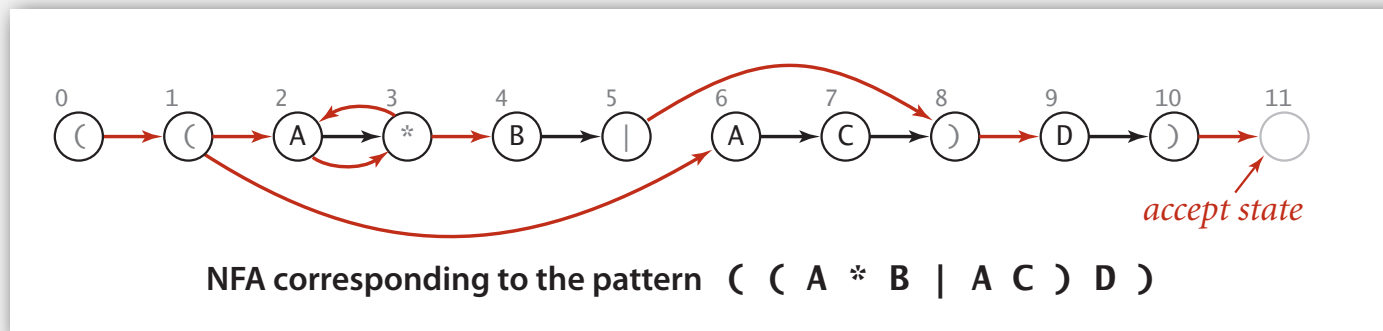 0 1 2 3 4 5 6 7 8 9 10 11
( ( A * B | A C ) D )
accept state
NFA corresponding to the pattern ( ( A * B | A C ) D )